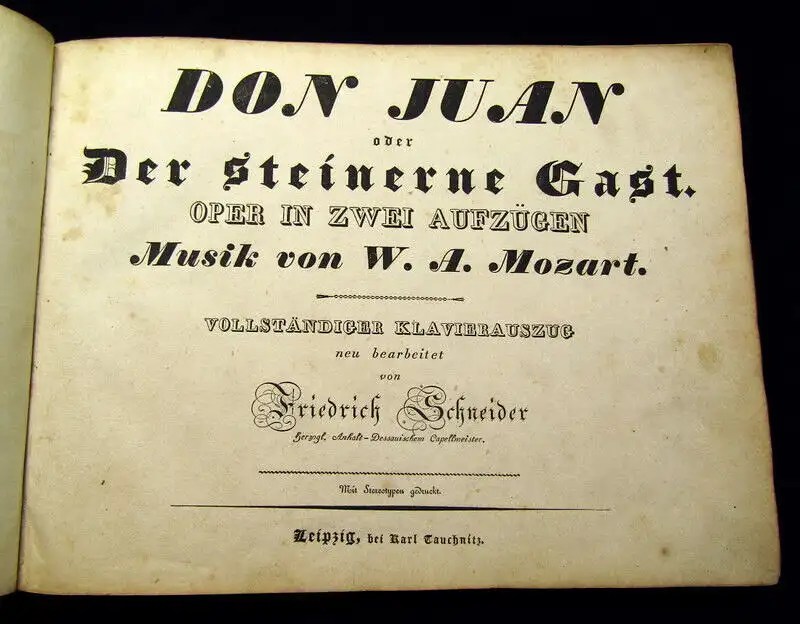 DON JUAN
oder
Der steinerne Gast.
OPER IN ZWEI AUFZÜGEN
Musik von W. A. Mozart.
VOLLSTÄNDIGER KLAVIERAUSZUG
neu bearbeitet
von
Friedrich Schneider
Herzogl. Anhalt-Dessauischem Capellmeister.
Mit Stereotypen gedruckt.
Leipzig, bei Karl Tauchnitz.